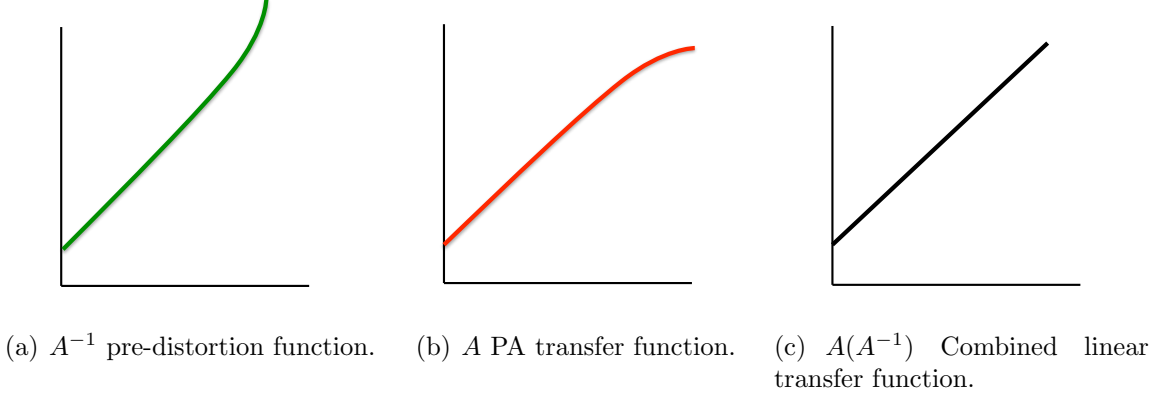 (a) A⁻¹ pre-distortion function.
(b) A PA transfer function.
(c) A(A⁻¹) Combined linear
transfer function.